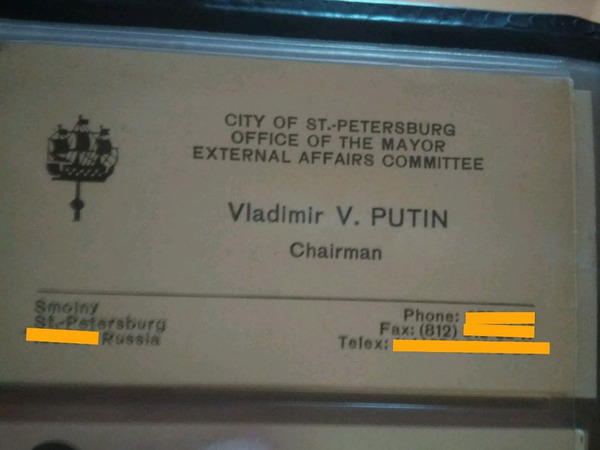 CITY OF ST.-PETERSBURG
OFFICE OF THE MAYOR
EXTERNAL AFFAIRS COMMITTEE
Vladimir V. PUTIN
Chairman
Smolny
St.-Petersburg
Russia
Phone:
Fax: (812)
Telex: